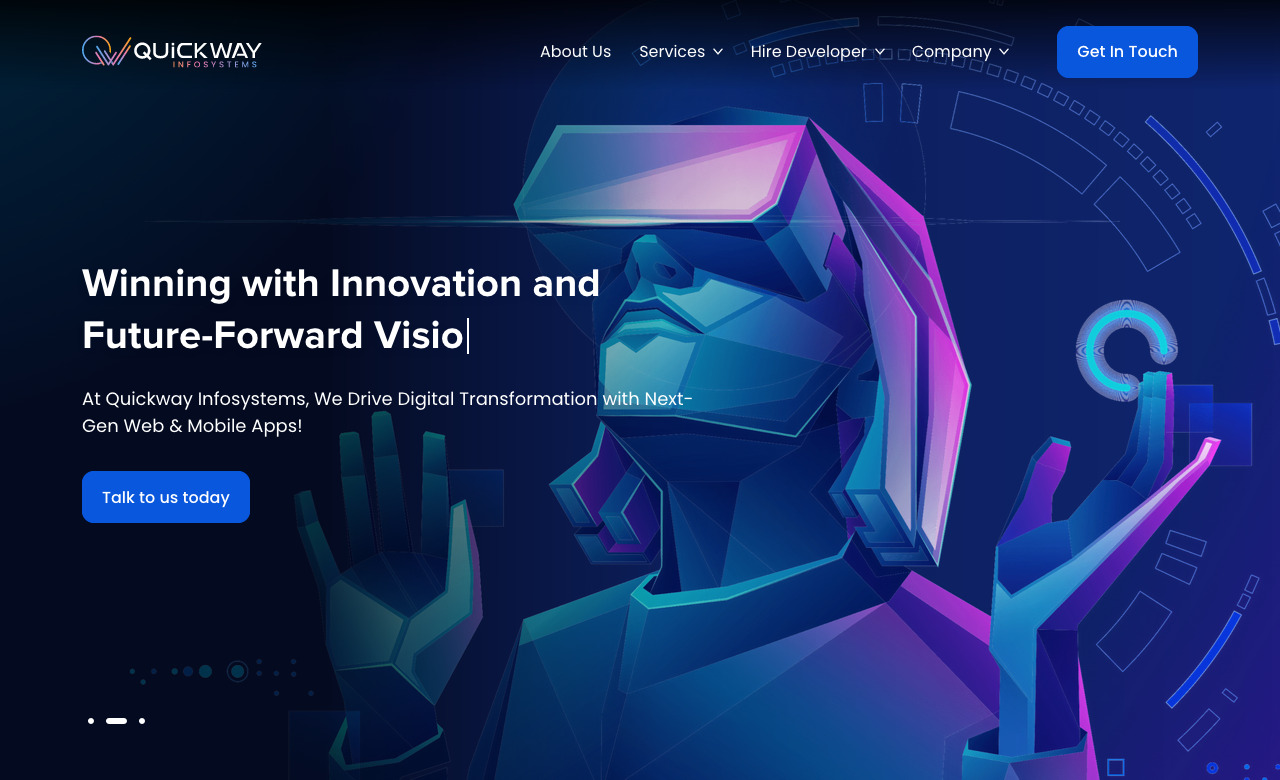 QUiCKWAY
INFOSYSTEMS
About Us
Services
Hire Developer
Company
Get In Touch
Winning with Innovation and
Future-Forward Visio
At Quickway Infosystems, We Drive Digital Transformation with Next-
Gen Web & Mobile Apps!
Talk to us today